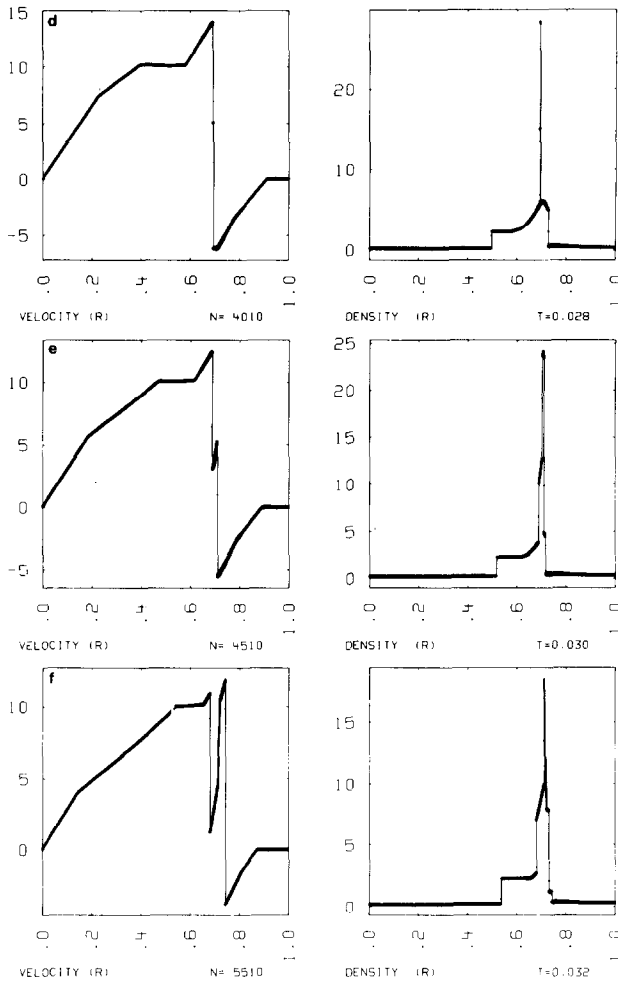 d
15
10
5
0
-5
.0 .2 .4 .6 .8 1.0
VELOCITY (R) N= 4010
20
10
0
.0 .2 .4 .6 .8 1.0
DENSITY (R) T=0.028
e
10
5
0
-5
.0 .2 .4 .6 .8 1.0
VELOCITY (R) N= 4510
25
20
15
10
5
0
.0 .2 .4 .6 .8 1.0
DENSITY (R) T=0.030
f
10
5
0
.0 .2 .4 .6 .8 1.0
VELOCITY (R) N= 5510
15
10
5
0
.0 .2 .4 .6 .8 1.0
DENSITY (R) T=0.032